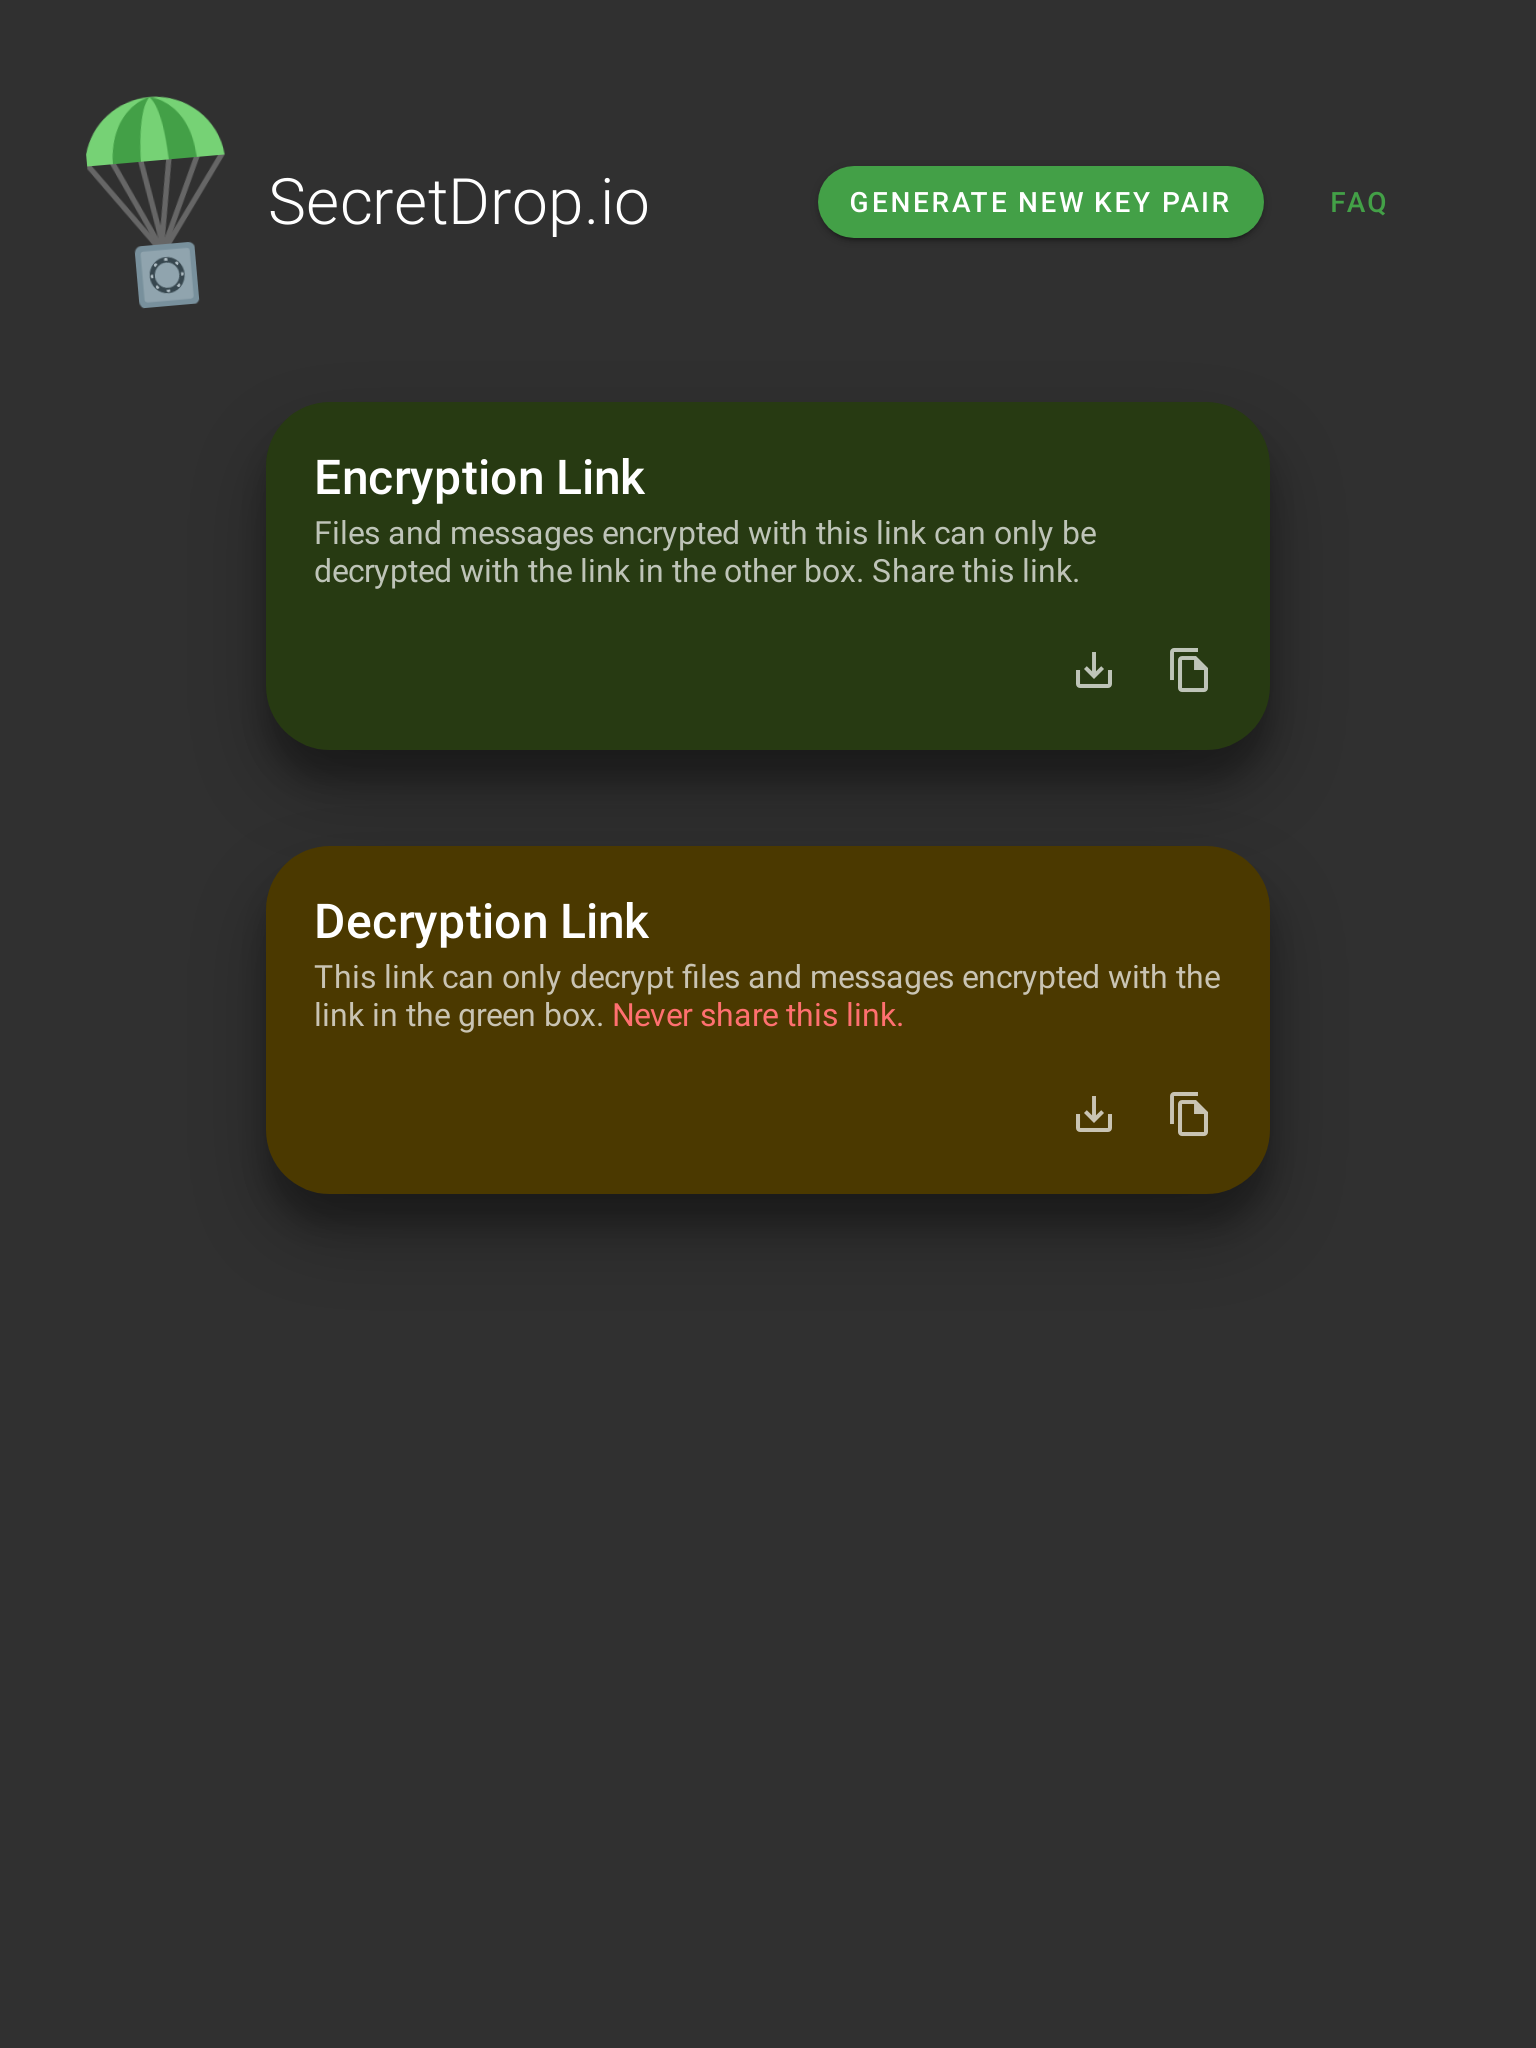 SecretDrop.io
GENERATE NEW KEY PAIR
FAQ
Encryption Link
Files and messages encrypted with this link can only be
decrypted with the link in the other box. Share this link.
Decryption Link
This link can only decrypt files and messages encrypted with the
link in the green box. Never share this link.